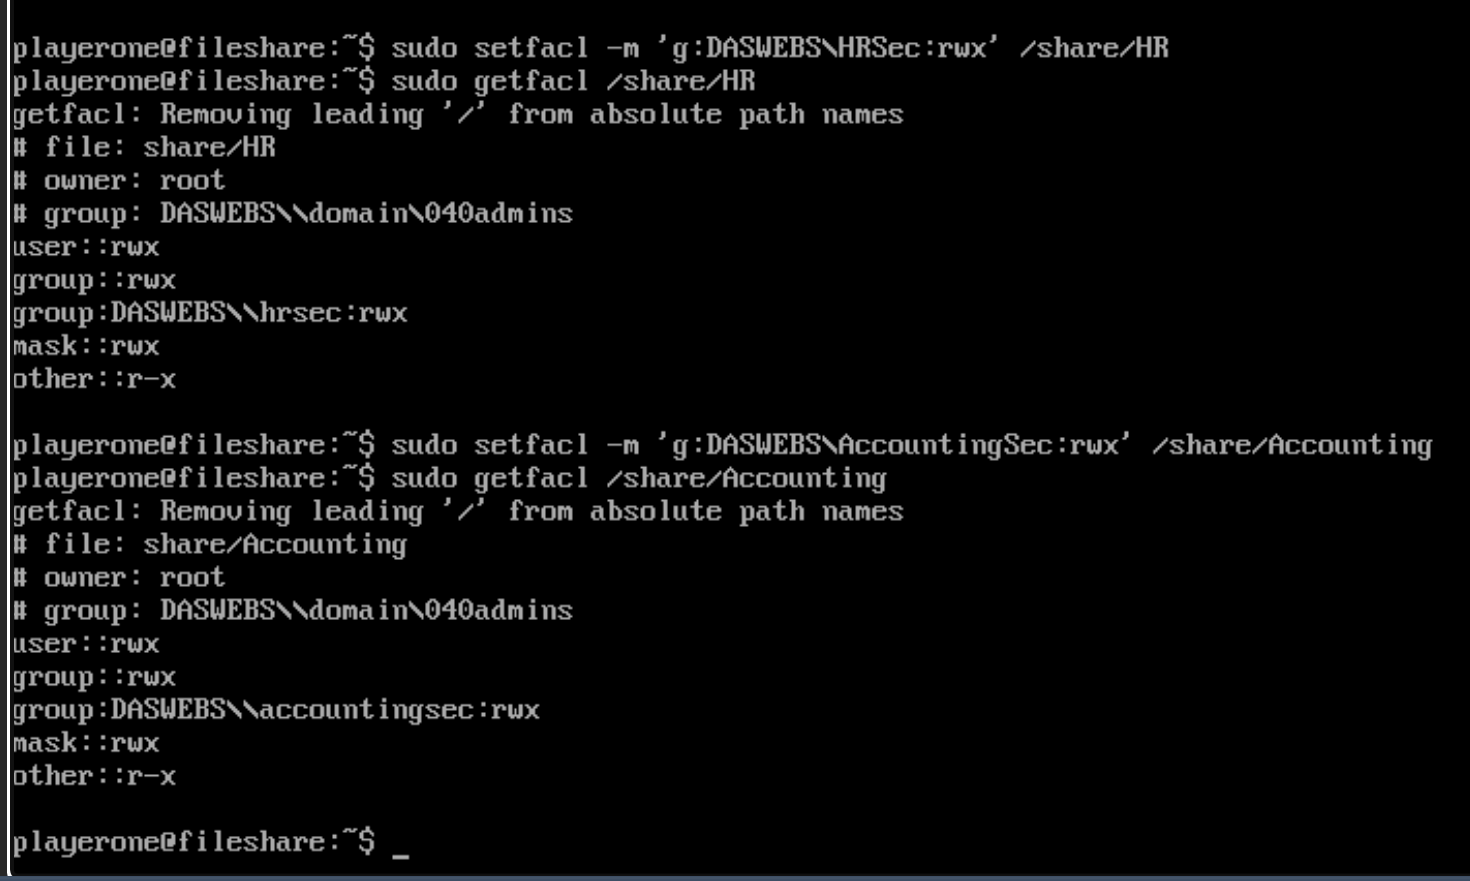 playerone@fileshare:~$ sudo setfacl -m 'g:DASWEBS\HRSec:rwx' /share/HR
playerone@fileshare:~$ sudo getfacl /share/HR
getfacl: Removing leading '/' from absolute path names
# file: share/HR
# owner: root
# group: DASWEBS\\domain\040admins
user::rwx
group::rwx
group:DASWEBS\\hrsec:rwx
mask::rwx
other::r-x
playerone@fileshare:~$ sudo setfacl -m 'g:DASWEBS\AccountingSec:rwx' /share/Accounting
playerone@fileshare:~$ sudo getfacl /share/Accounting
getfacl: Removing leading '/' from absolute path names
# file: share/Accounting
# owner: root
# group: DASWEBS\\domain\040admins
user::rwx
group::rwx
group:DASWEBS\\accountingsec:rwx
mask::rwx
other::r-x
playerone@fileshare:~$ _